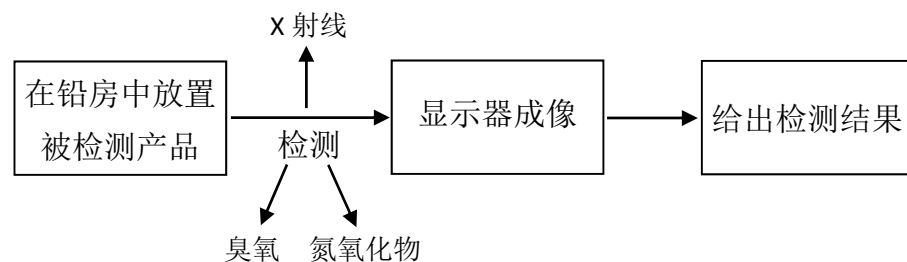 X 射线
在铅房中放置
被检测产品
检测
显示器成像
给出检测结果
臭氧
氮氧化物